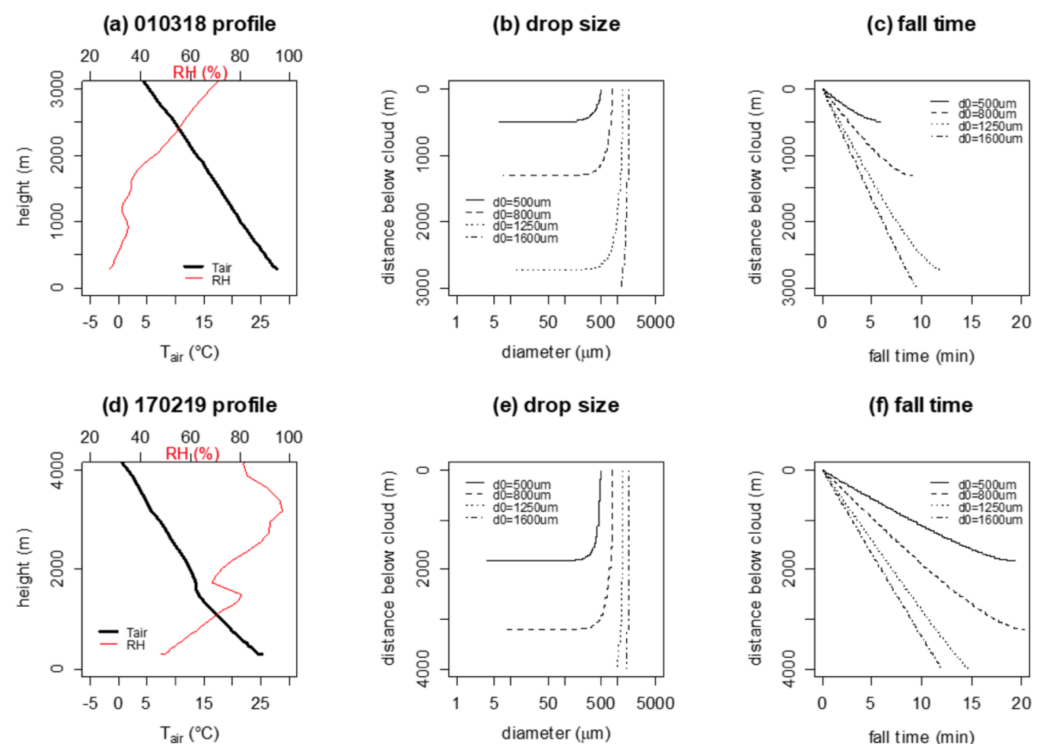 (a) 010318 profile
20 40 60 80 100
RH (%)
height (m)
0 1000 2000 3000
Tair
RH
-5 0 5 15 25
Tair (°C)
(b) drop size
distance below cloud (m)
0 1000 2000 3000
d0=500um
d0=800um
d0=1250um
d0=1600um
1 5 50 500 5000
diameter (μm)
(c) fall time
distance below cloud (m)
0 1000 2000 3000
d0=500um
d0=800um
d0=1250um
d0=1600um
0 5 10 15 20
fall time (min)
(d) 170219 profile
20 40 60 80 100
RH (%)
height (m)
0 2000 4000
Tair
RH
-5 0 5 15 25
Tair (°C)
(e) drop size
distance below cloud (m)
0 2000 4000
d0=500um
d0=800um
d0=1250um
d0=1600um
1 5 50 500 5000
diameter (μm)
(f) fall time
distance below cloud (m)
0 2000 4000
d0=500um
d0=800um
d0=1250um
d0=1600um
0 5 10 15 20
fall time (min)